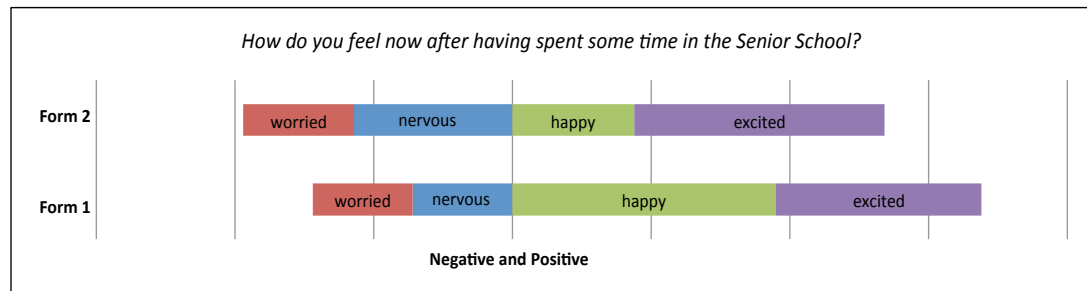 How do you feel now after having spent some time in the Senior School?
Form 2
worried nervous happy excited
Form 1
worried nervous happy excited
Negative and Positive